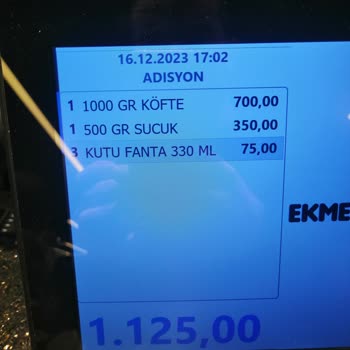 16.12.2023 17:02
ADISYON
1 1000 GR KÖFTE 700,00
1 500 GR SUCUK 350,00
3 KUTU FANTA 330 ML 75,00
EKME
1.125,00